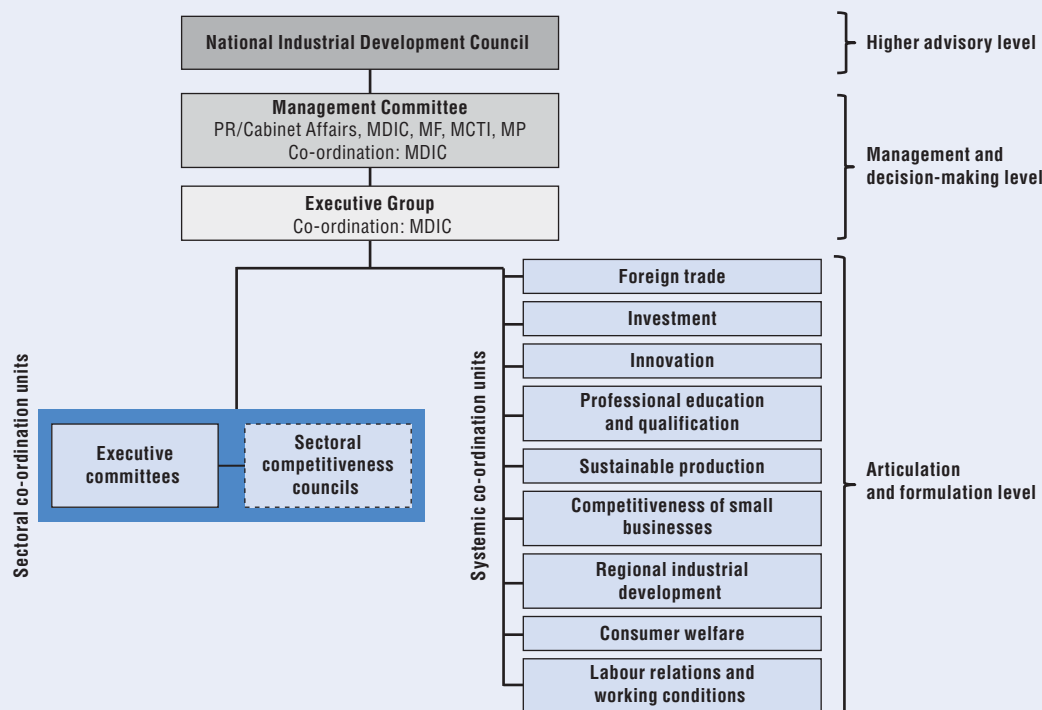 National Industrial Development Council
Higher advisory level
Management Committee
PR/Cabinet Affairs, MDIC, MF, MCTI, MP
Co-ordination: MDIC
Management and
decision-making level
Executive Group
Co-ordination: MDIC
Sectoral co-ordination units
Executive
committees
Sectoral
competitiveness
councils
Systemic co-ordination units
Foreign trade
Investment
Innovation
Professional education
and qualification
Sustainable production
Competitiveness of small
businesses
Regional industrial
development
Consumer welfare
Labour relations and
working conditions
Articulation
and formulation level